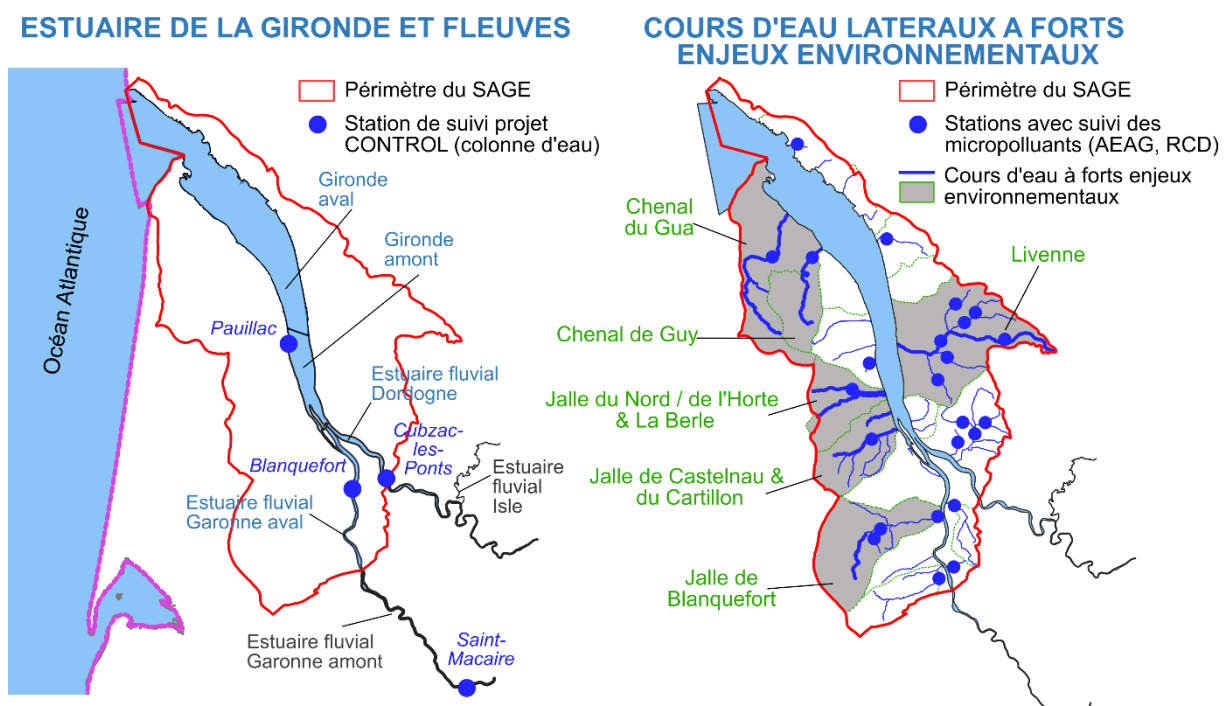 ESTUAIRE DE LA GIRONDE ET FLEUVES
Périmètre du SAGE
Station de suivi projet
CONTROL (colonne d'eau)
Océan Atlantique
Gironde
aval
Gironde
amont
Pauillac
Estuaire fluvial
Dordogne
Cubzac-
les-
Ponts
Blanquefort
Estuaire
fluvial
Isle
Estuaire fluvial
Garonne aval
Estuaire fluvial
Garonne amont
Saint-
Macaire
COURS D'EAU LATERAUX A FORTS
ENJEUX ENVIRONNEMENTAUX
Périmètre du SAGE
Stations avec suivi des
micropolluants (AEAG, RCD)
Cours d'eau à forts enjeux
environnementaux
Chenal
du Gua
Livenne
Chenal de Guy
Jalle du Nord / de l'Horte
& La Berle
Jalle de Castelnau &
du Cartillon
Jalle de
Blanquefort